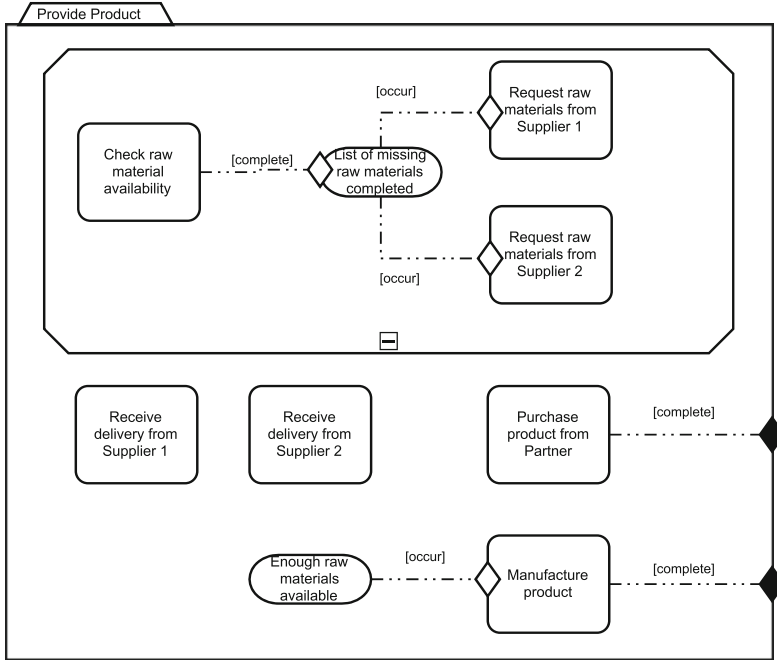 Provide Product
[occur]
Request raw
materials from
Supplier 1
Check raw
material
availability
[complete]
List of missing
raw materials
completed
Request raw
materials from
Supplier 2
[occur]
Receive
delivery from
Supplier 1
Receive
delivery from
Supplier 2
Purchase
product from
Partner
[complete]
Enough raw
materials
available
[occur]
Manufacture
product
[complete]